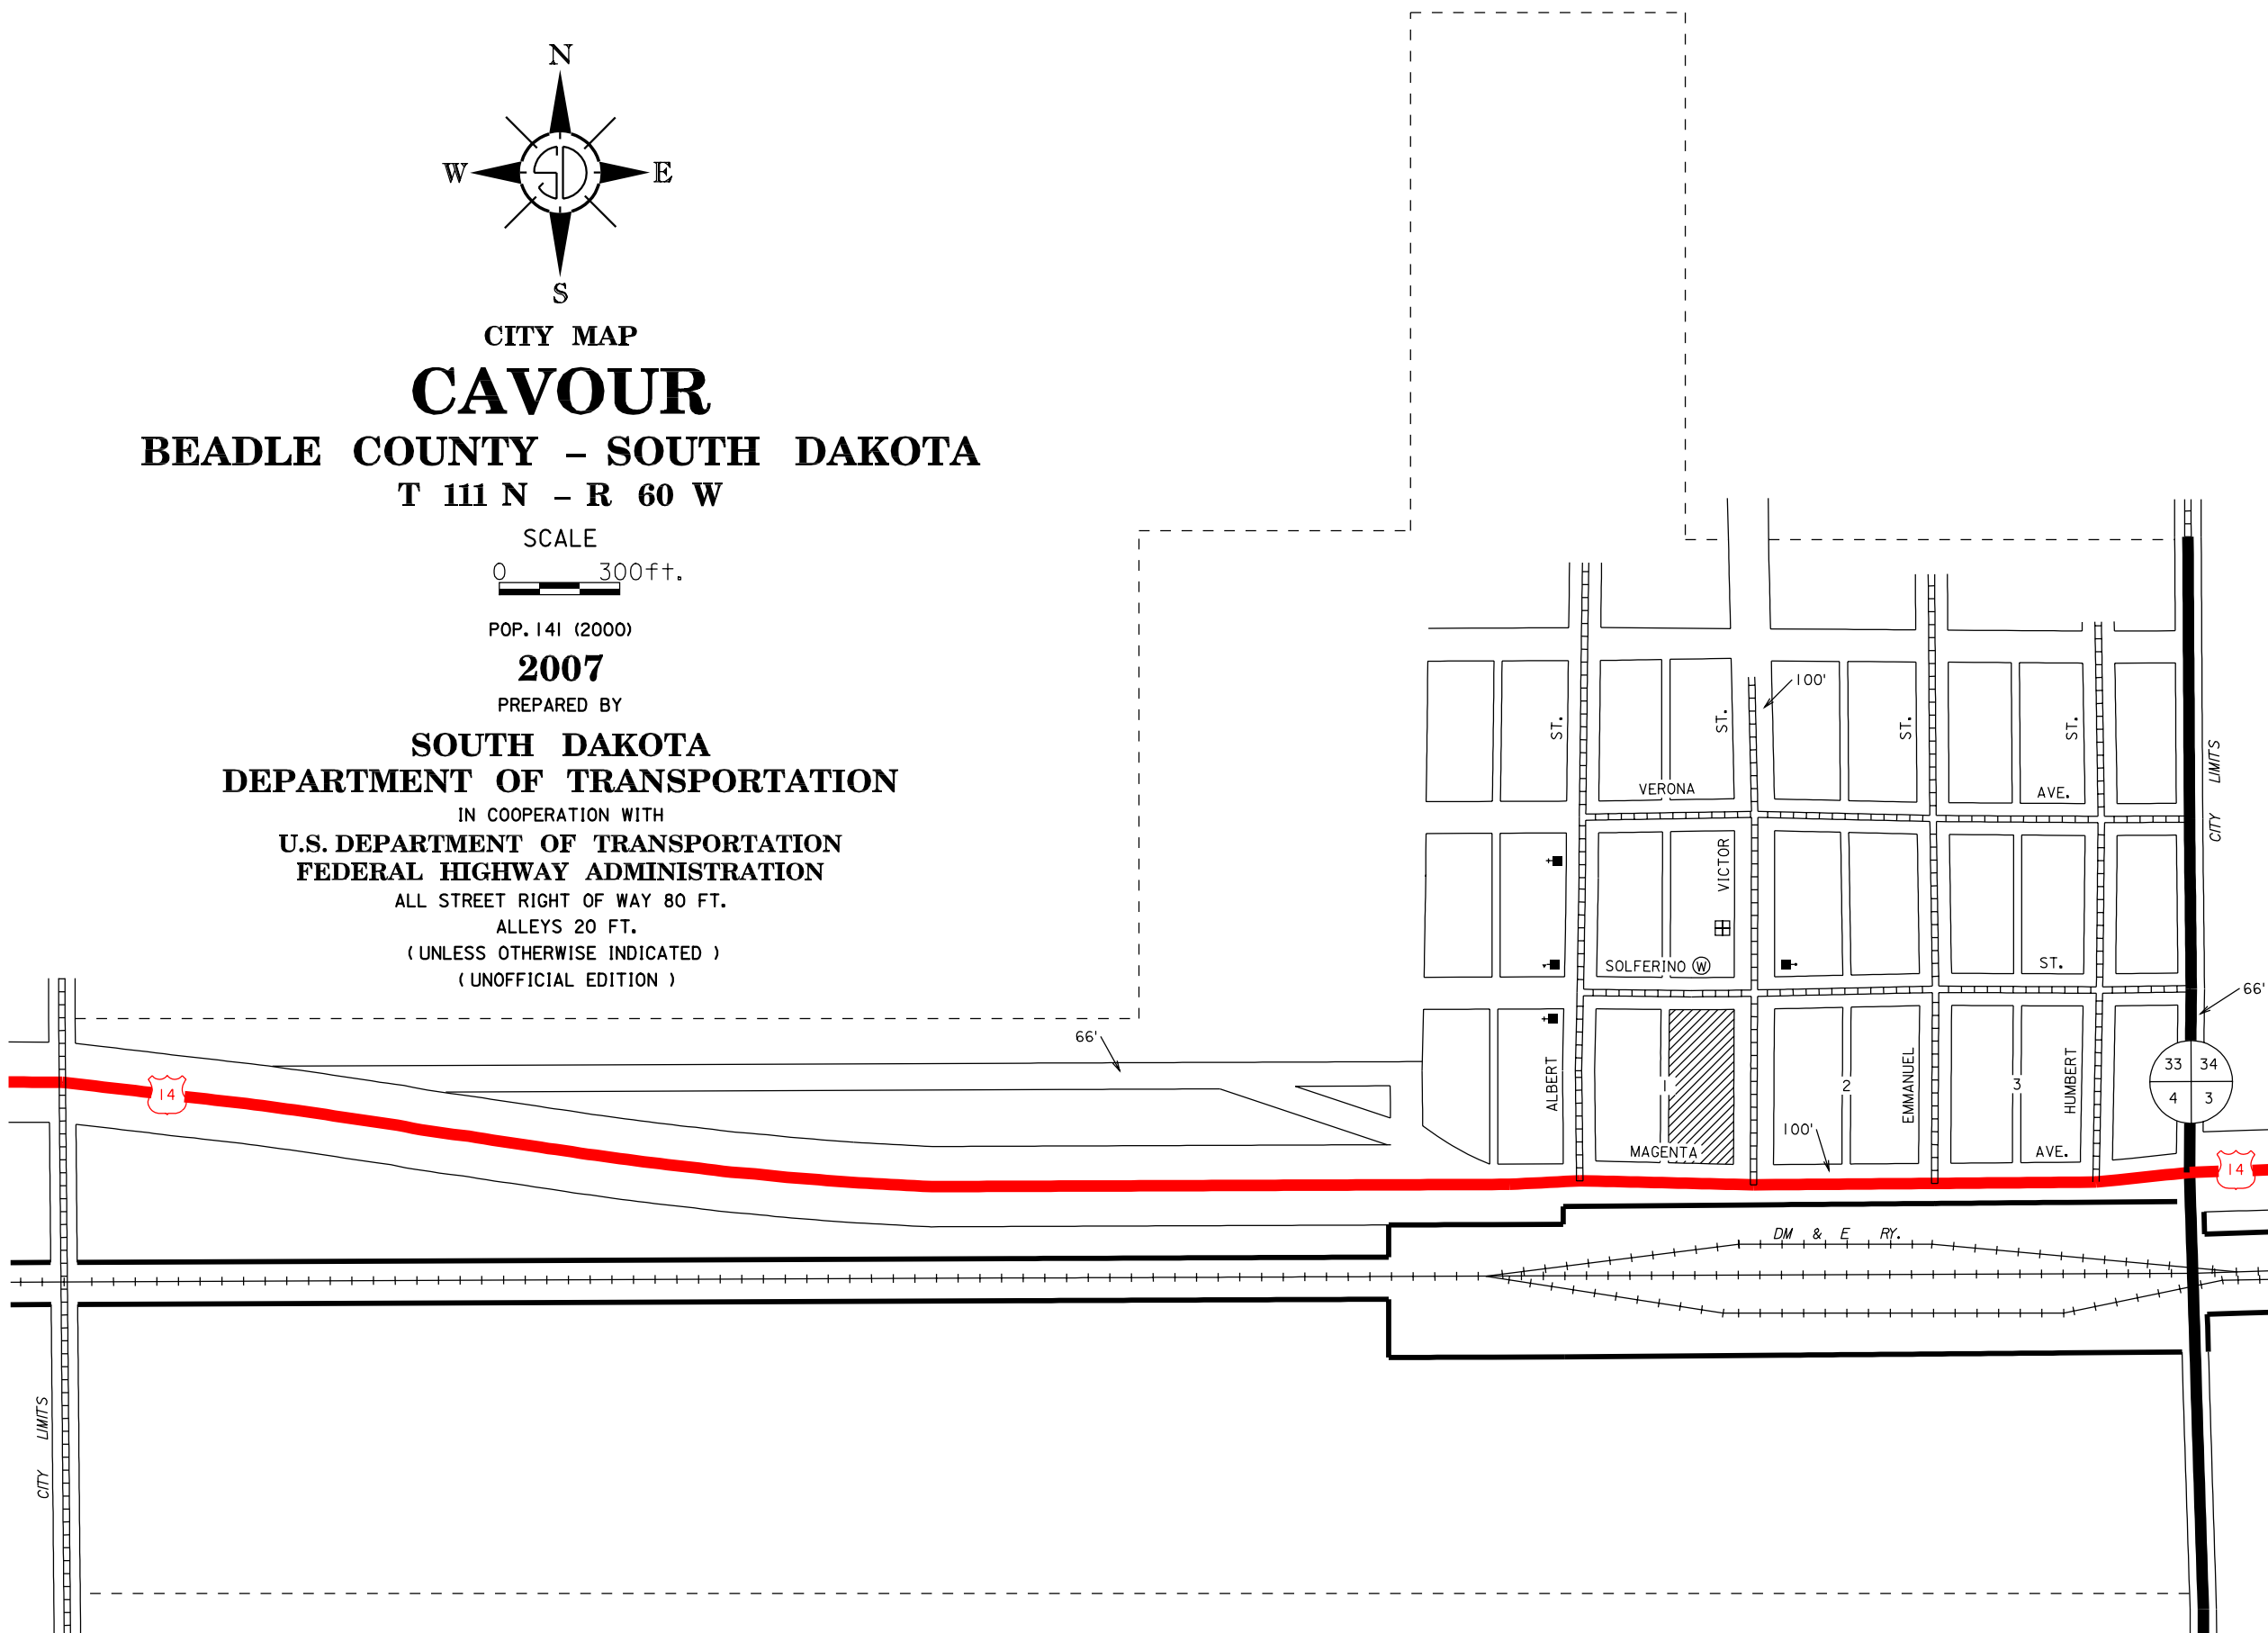 N
W E
S
CITY MAP
CAVOUR
BEADLE COUNTY – SOUTH DAKOTA
T 111 N – R 60 W
SCALE
0 300ft.
POP. 141 (2000)
2007
PREPARED BY
SOUTH DAKOTA
DEPARTMENT OF TRANSPORTATION
IN COOPERATION WITH
U.S. DEPARTMENT OF TRANSPORTATION
FEDERAL HIGHWAY ADMINISTRATION
ALL STREET RIGHT OF WAY 80 FT.
ALLEYS 20 FT.
( UNLESS OTHERWISE INDICATED )
( UNOFFICIAL EDITION )
100'
ST. ST. ST. ST.
CITY LIMITS
VERONA AVE.
VICTOR
SOLFERINO W ST.
66'
66'
33 34
4 3
ALBERT 1 2 EMMANUEL 3 HUMBERT
14
100'
MAGENTA AVE.
14
DM & E RY.
CITY LIMITS